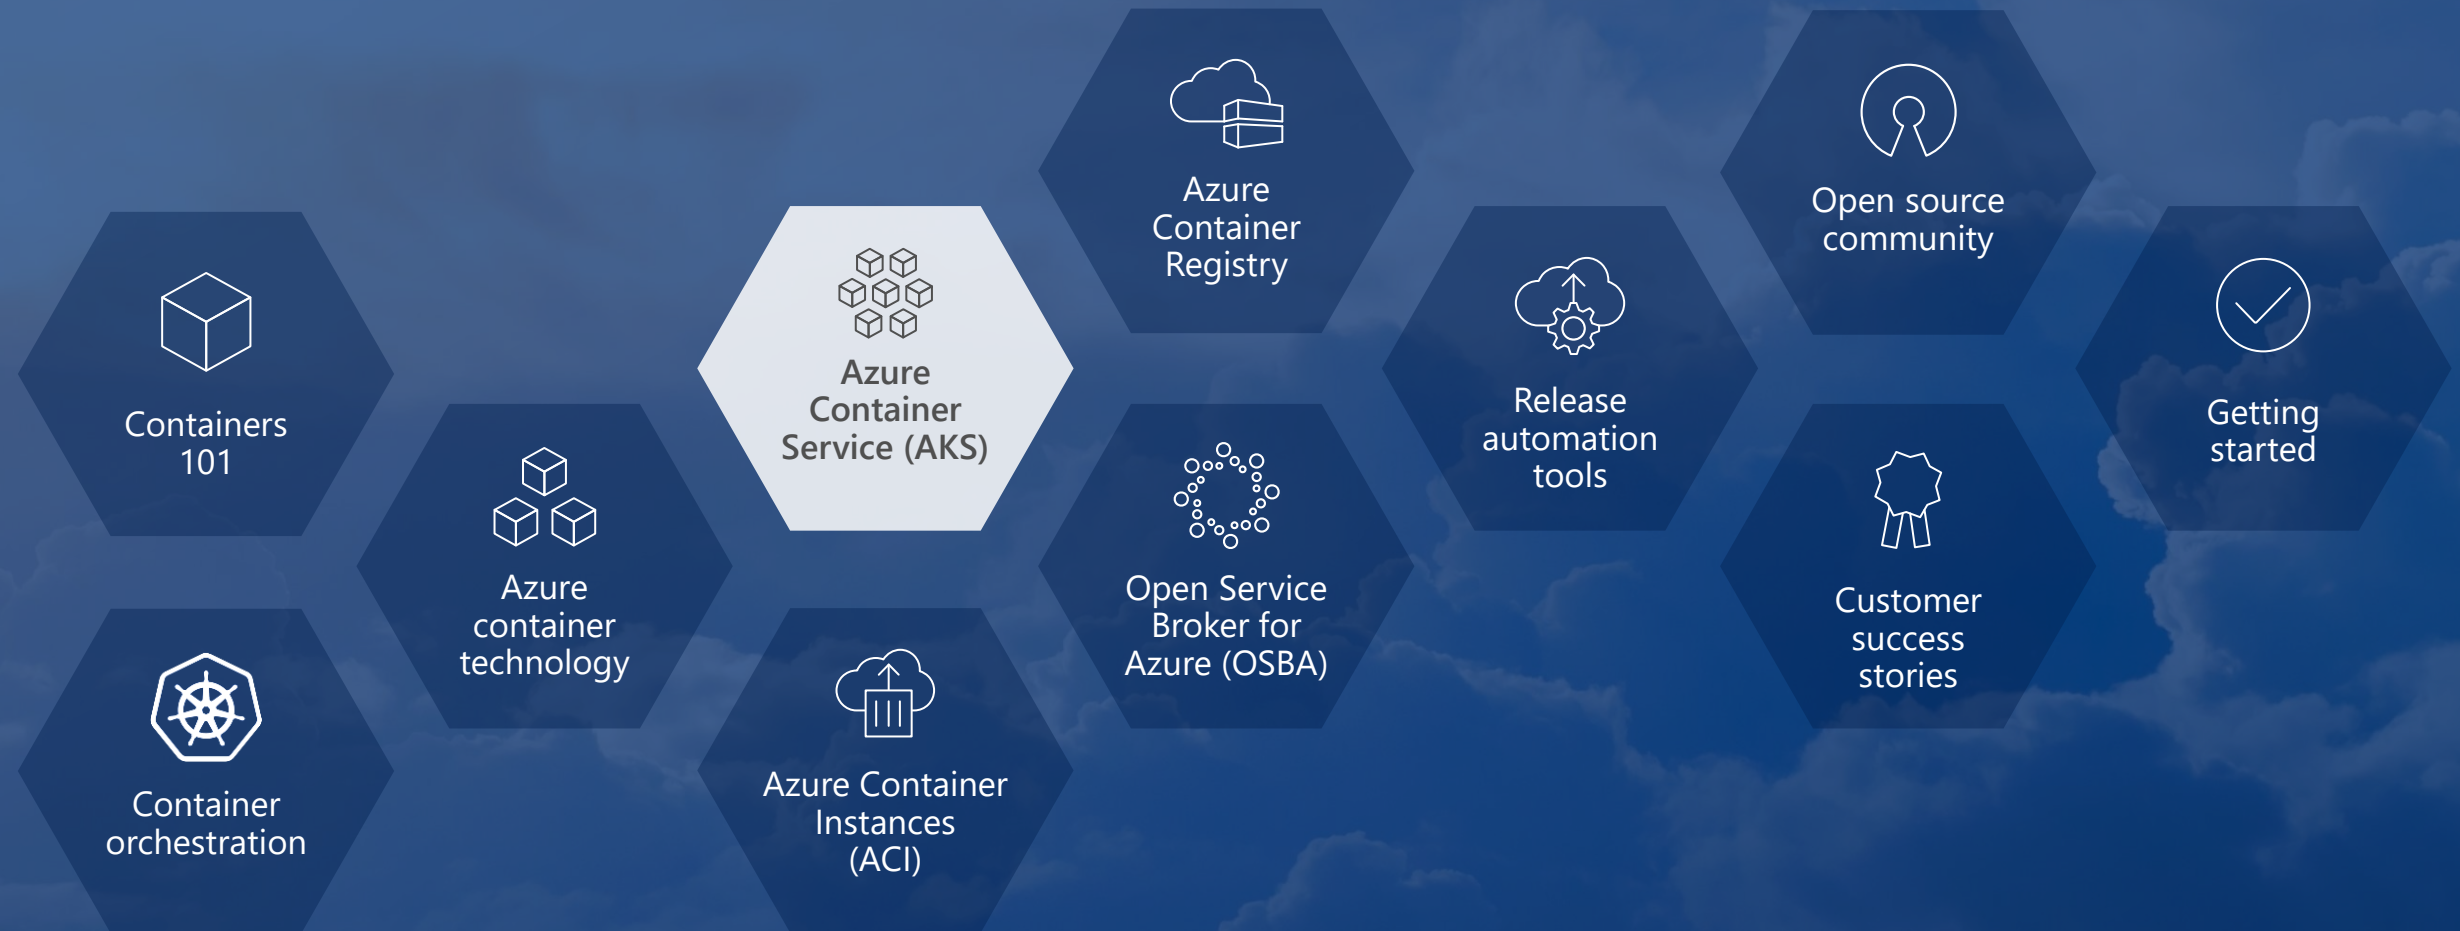 Containers
101
Container
orchestration
Azure
container
technology
Azure
Container
Service (AKS)
Azure Container
Instances
(ACI)
Azure
Container
Registry
Open Service
Broker for
Azure (OSBA)
Release
automation
tools
Open source
community
Customer
success
stories
Getting
started